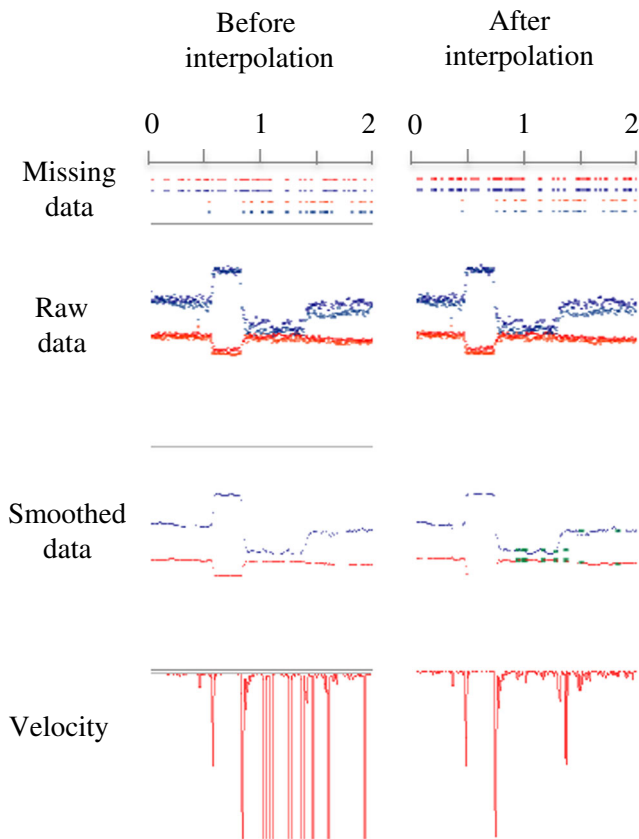 Before
interpolation
After
interpolation
0 1 2
0 1 2
Missing
data
Raw
data
Smoothed
data
Velocity